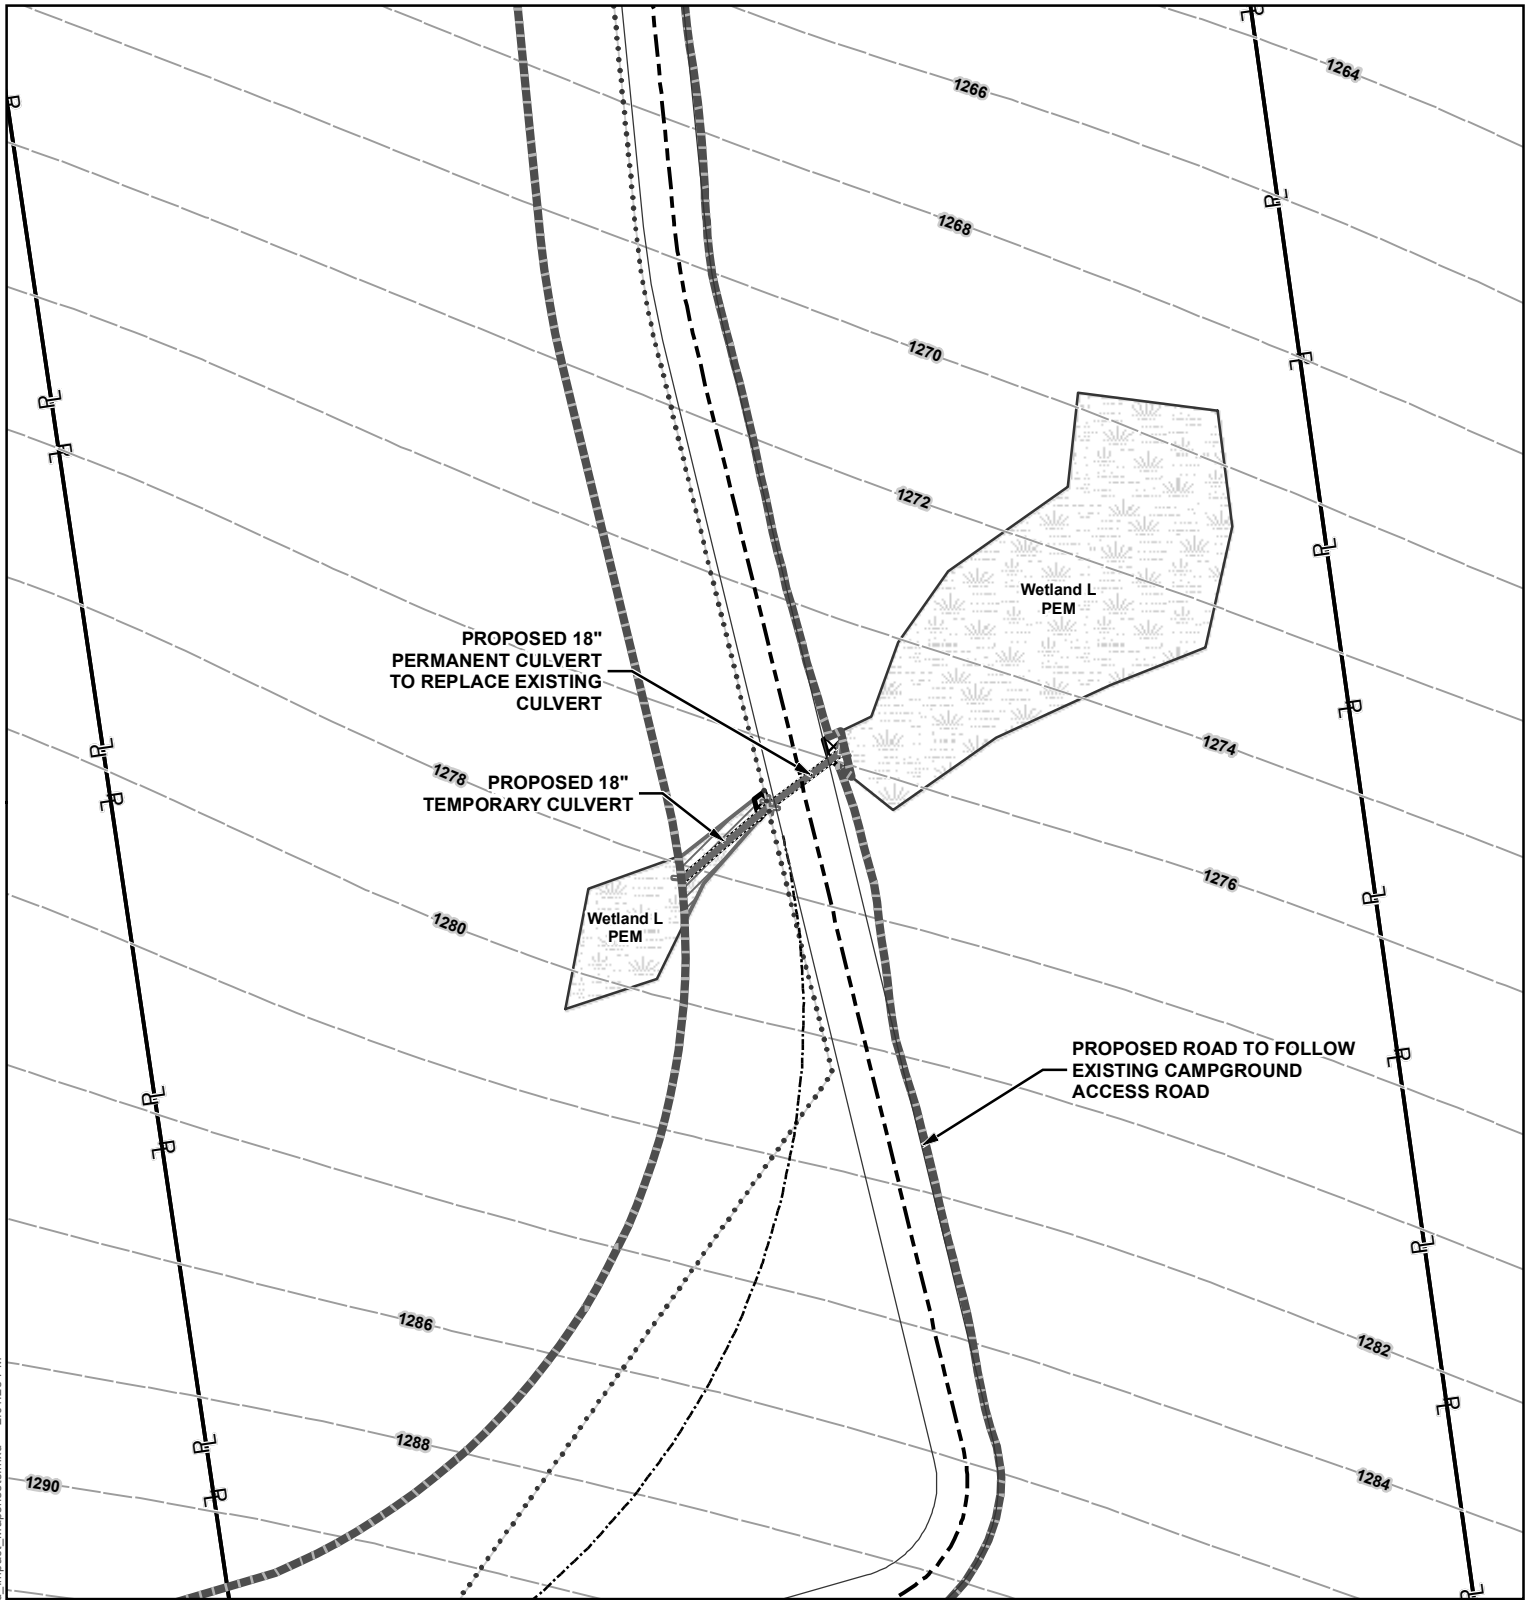 1264
1266
1268
1270
1272
Wetland L
PEM
PROPOSED 18"
PERMANENT CULVERT
TO REPLACE EXISTING
CULVERT
1274
1278
PROPOSED 18"
TEMPORARY CULVERT
1276
Wetland L
PEM
1280
PROPOSED ROAD TO FOLLOW
EXISTING CAMPGROUND
ACCESS ROAD
1286
1282
1288
1284
1290